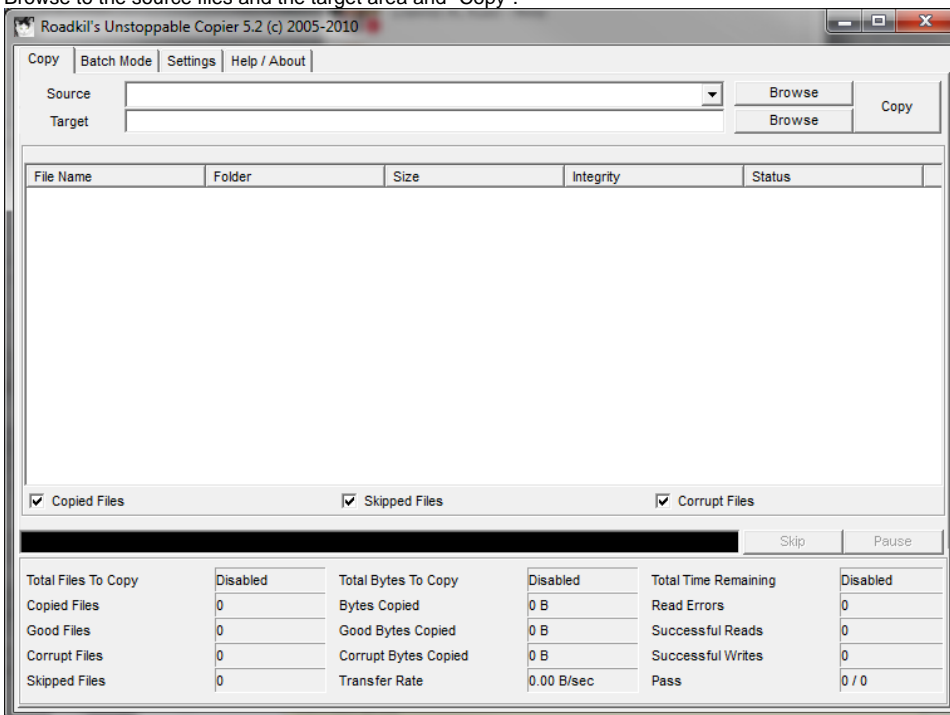 Browse to the source files and the target area and "Copy".
Roadkil's Unstoppable Copier 5.2 (c) 2005-2010
Copy Batch Mode Settings Help / About
Source Browse Copy
Target Browse
File Name Folder Size Integrity Status
Copied Files Skipped Files Corrupt Files
Skip Pause
Total Files To Copy Disabled Total Bytes To Copy Disabled Total Time Remaining Disabled
Copied Files 0 Bytes Copied 0 B Read Errors 0
Good Files 0 Good Bytes Copied 0 B Successful Reads 0
Corrupt Files 0 Corrupt Bytes Copied 0 B Successful Writes 0
Skipped Files 0 Transfer Rate 0.00 B/sec Pass 0 / 0